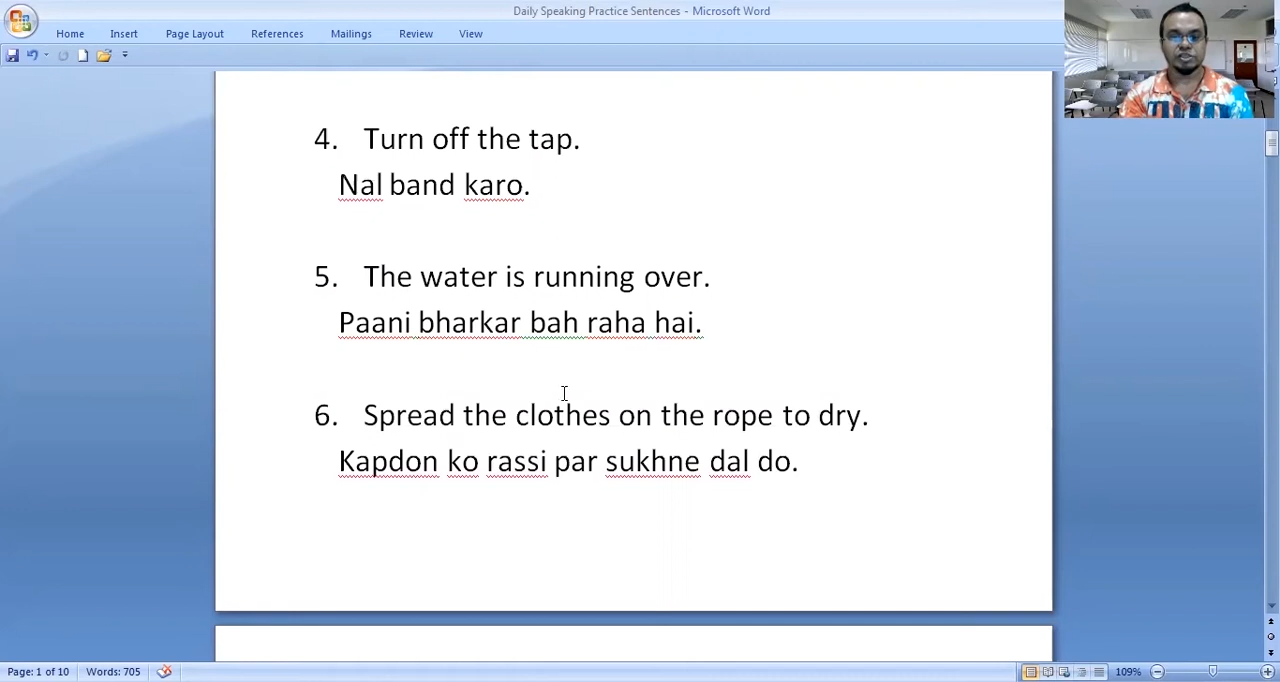 Daily Speaking Practice Sentences - Microsoft Word
Home Insert Page Layout References Mailings Review View
4. Turn off the tap.
Nal band karo.
5. The water is running over.
Paani bharkar bah raha hai.
6. Spread the clothes on the rope to dry.
Kapdon ko rassi par sukhne dal do.
Page: 1 of 10 Words: 705 109%